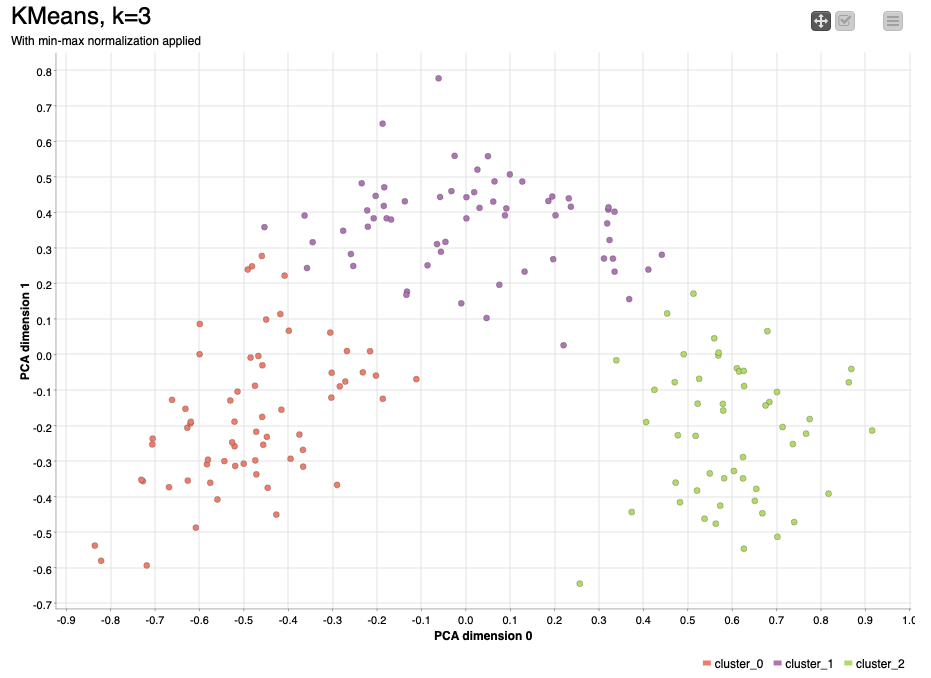 KMeans, k=3
With min-max normalization applied
0.8
0.7
0.6
0.5
0.4
0.3
0.2
0.1
0.0
-0.1
-0.2
-0.3
-0.4
-0.5
-0.6
-0.7
PCA dimension 1
-0.9 -0.8 -0.7 -0.6 -0.5 -0.4 -0.3 -0.2 -0.1 0.0 0.1 0.2 0.3 0.4 0.5 0.6 0.7 0.8 0.9 1.0
PCA dimension 0
cluster_0 cluster_1 cluster_2